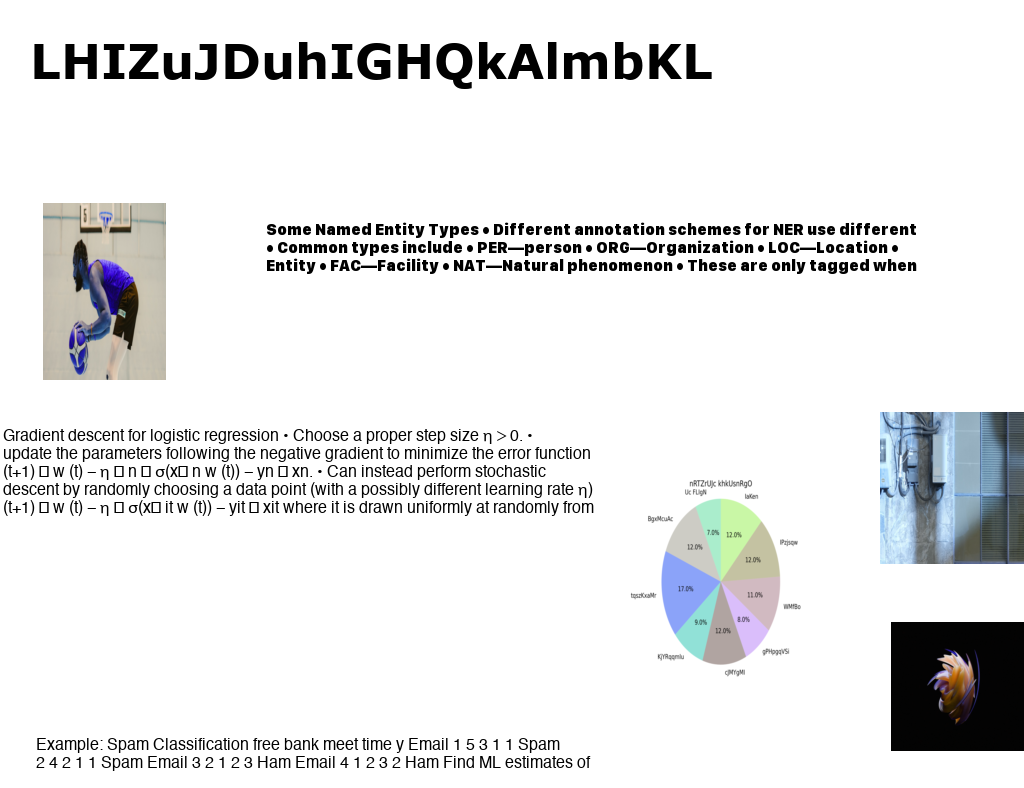 LHIZuJDuhIGHQkAlmbKL
Some Named Entity Types • Different annotation schemes for NER use different
• Common types include • PER—person • ORG—Organization • LOC—Location •
Entity • FAC—Facility • NAT—Natural phenomenon • These are only tagged when
Gradient descent for logistic regression • Choose a proper step size η > 0. •
update the parameters following the negative gradient to minimize the error function
(t+1) □ w (t) – η □ n □ σ(x□ n w (t)) – yn □ xn. • Can instead perform stochastic
descent by randomly choosing a data point (with a possibly different learning rate η)
(t+1) □ w (t) – η □ σ(x□ it w (t)) – yit □ xit where it is drawn uniformly at randomly from
nRTZrUJc khkUsnRgO
Uc FLlgN
laKen
BgxMcuAc
7.0%
12.0%
lPzjsqw
12.0%
12.0%
tqszKxaMr
17.0%
11.0%
WMfBo
9.0%
12.0%
8.0%
KjYRqqmlu
gPHpgqVSi
cJMYgMl
Example: Spam Classification free bank meet time y Email 1 5 3 1 1 Spam
2 4 2 1 1 Spam Email 3 2 1 2 3 Ham Email 4 1 2 3 2 Ham Find ML estimates of